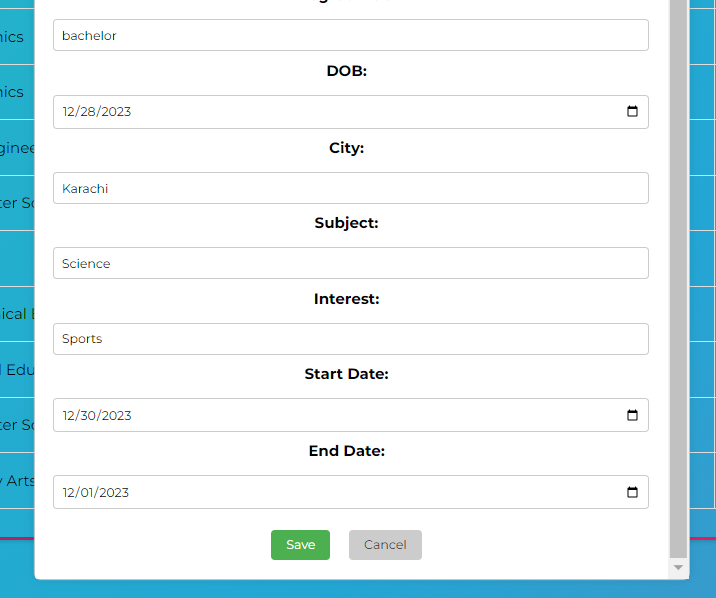 bachelor
nics
DOB:
nics
12/28/2023
City:
ginee
Karachi
ter Sc
Subject:
Science
Interest:
ical E
Sports
l Edu
Start Date:
12/30/2023
ter Sc
End Date:
y Arts
12/01/2023
Save Cancel